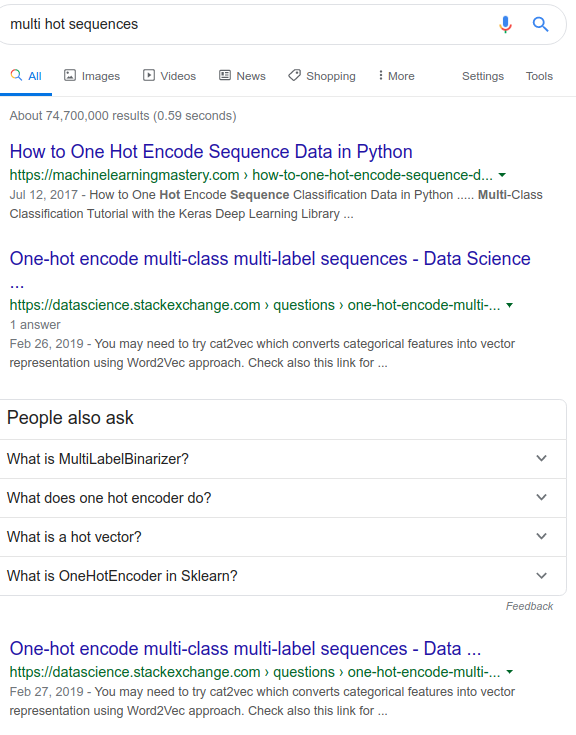 multi hot sequences
All Images Videos News Shopping More Settings Tools
About 74,700,000 results (0.59 seconds)
How to One Hot Encode Sequence Data in Python
https://machinelearningmastery.com › how-to-one-hot-encode-sequence-d...
Jul 12, 2017 - How to One Hot Encode Sequence Classification Data in Python ..... Multi-Class
Classification Tutorial with the Keras Deep Learning Library ...
One-hot encode multi-class multi-label sequences - Data Science
...
https://datascience.stackexchange.com › questions › one-hot-encode-multi-...
1 answer
Feb 26, 2019 - You may need to try cat2vec which converts categorical features into vector
representation using Word2Vec approach. Check also this link for ...
People also ask
What is MultiLabelBinarizer?
What does one hot encoder do?
What is a hot vector?
What is OneHotEncoder in Sklearn?
Feedback
One-hot encode multi-class multi-label sequences - Data ...
https://datascience.stackexchange.com › questions › one-hot-encode-multi-...
Feb 27, 2019 - You may need to try cat2vec which converts categorical features into vector
representation using Word2Vec approach. Check also this link for ...